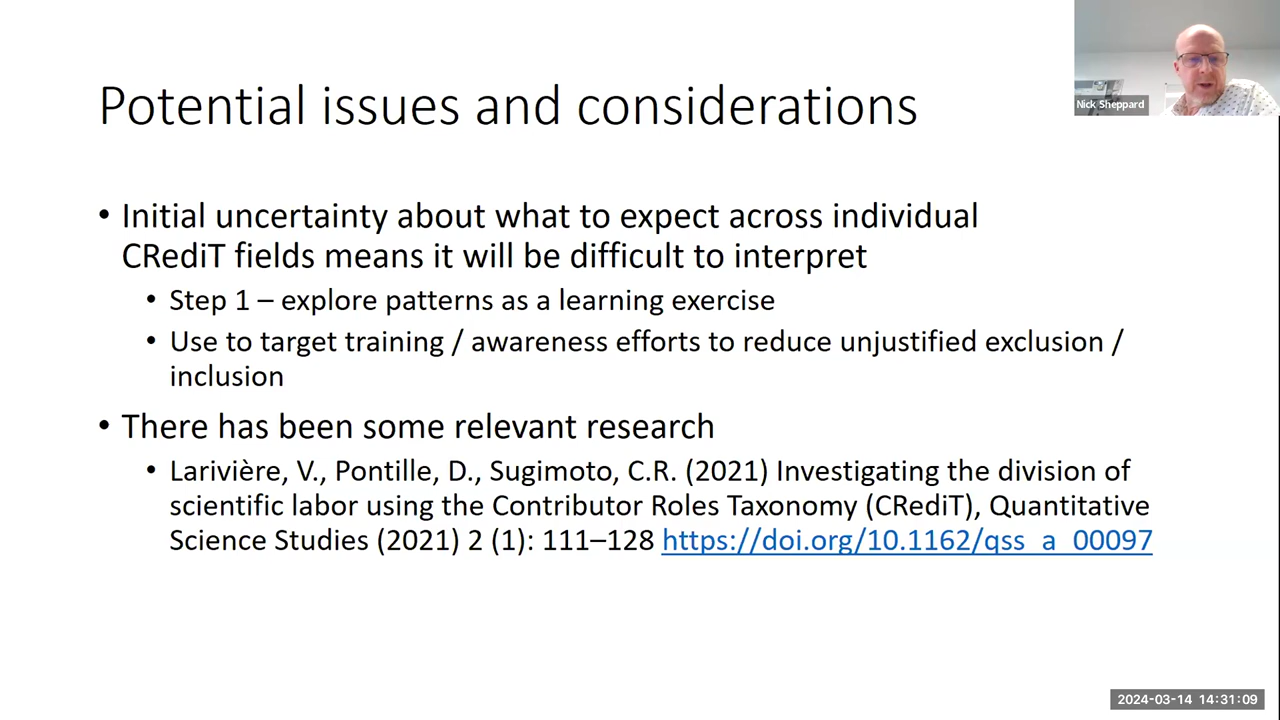 Potential issues and considerations
Nick Sheppard
• Initial uncertainty about what to expect across individual
CRediT fields means it will be difficult to interpret
• Step 1 – explore patterns as a learning exercise
• Use to target training / awareness efforts to reduce unjustified exclusion /
inclusion
• There has been some relevant research
• Larivière, V., Pontille, D., Sugimoto, C.R. (2021) Investigating the division of
scientific labor using the Contributor Roles Taxonomy (CRediT), Quantitative
Science Studies (2021) 2 (1): 111–128 https://doi.org/10.1162/qss_a_00097
2024-03-14 14:31:09